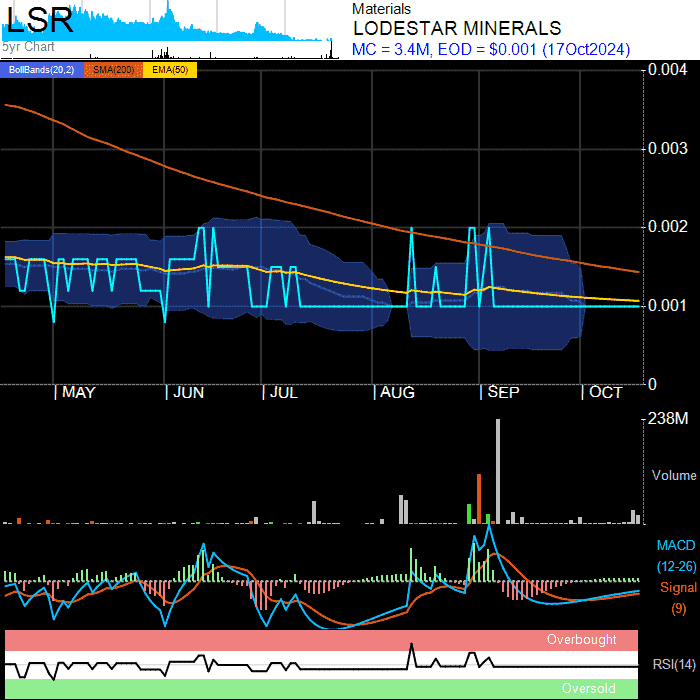 LSR
5yr Chart
Materials
LODESTAR MINERALS
MC = 3.4M, EOD = $0.001 (17Oct2024)
BollBands(20,2) SMA(200) EMA(50)
0.004
0.003
0.002
0.001
0
MAY JUN JUL AUG SEP OCT
238M
Volume
MACD
(12-26)
Signal
(9)
Overbought
RSI(14)
Oversold